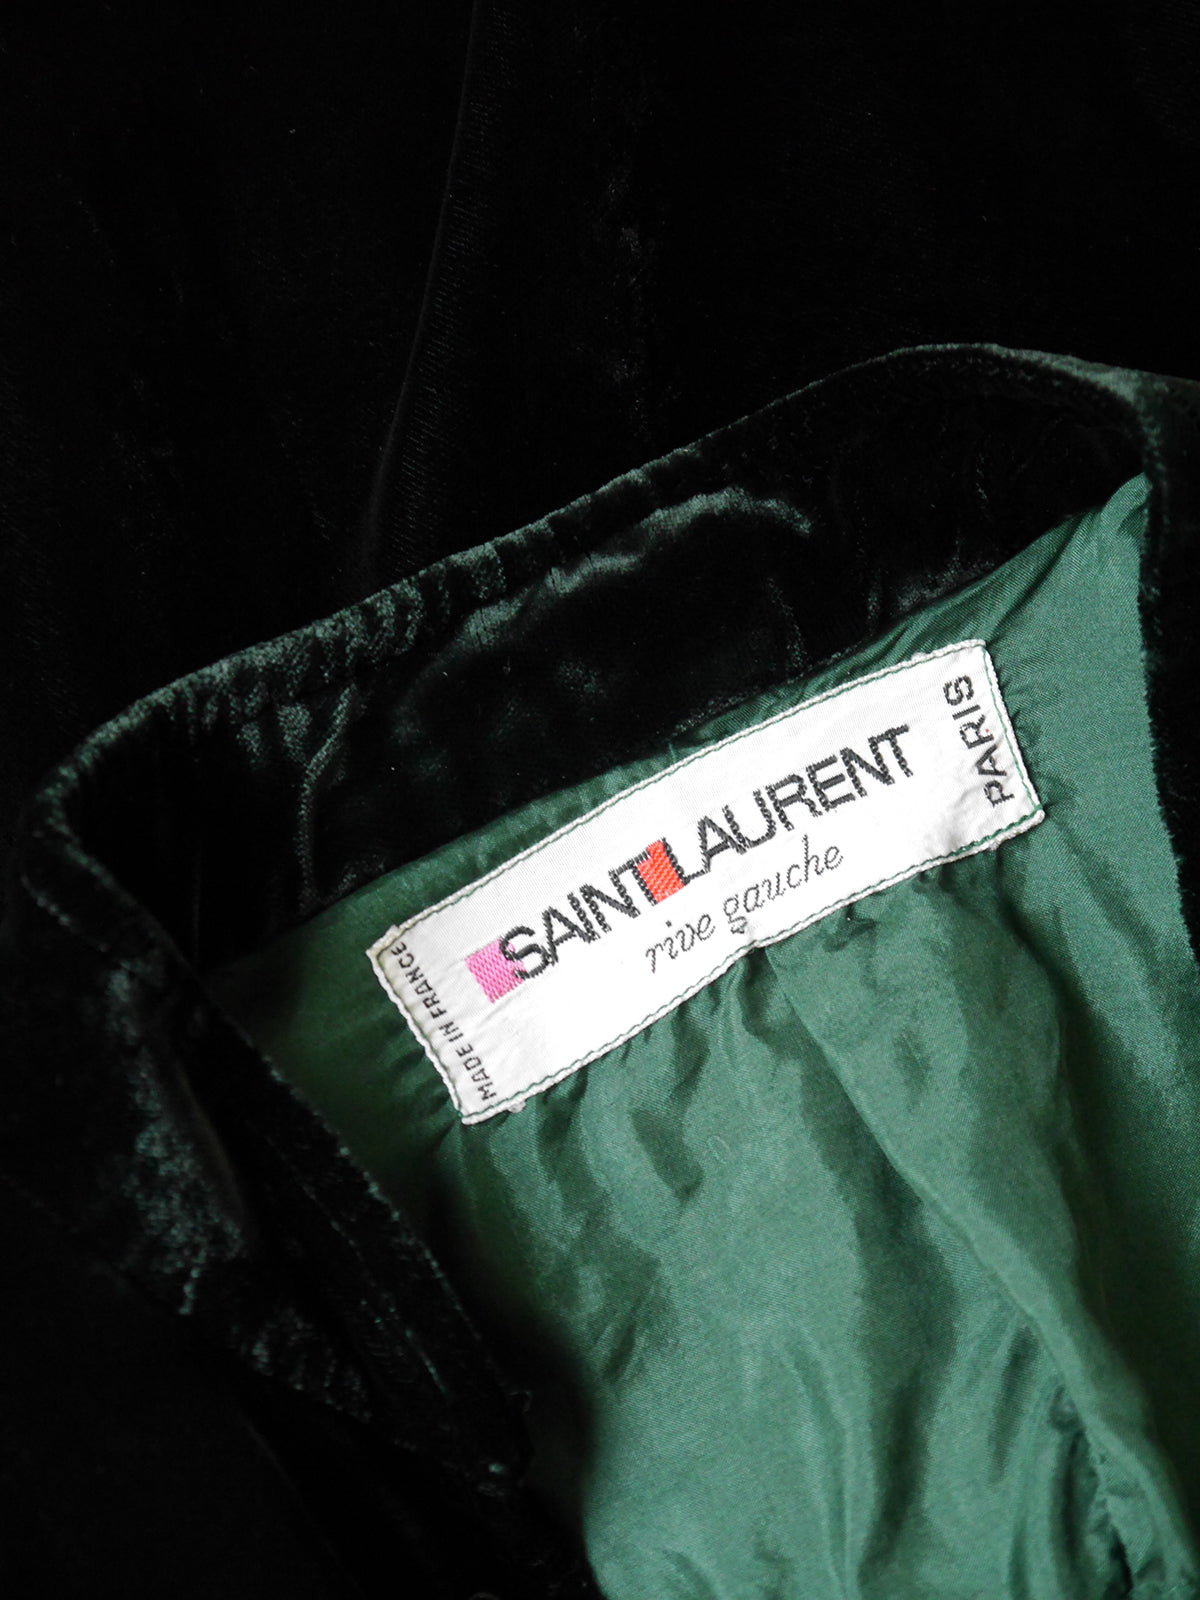 MADE IN FRANCE
SAINT LAURENT
rive gauche
PARIS